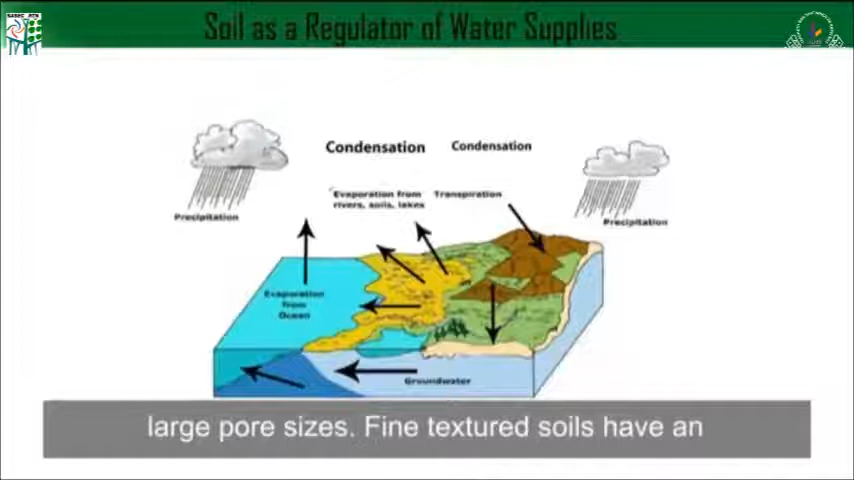 Soil as a Regulator of Water Supplies
Condensation
Condensation
Evaporation from
rivers, soils, lakes
Transpiration
Precipitation
Precipitation
Evaporation
from
Ocean
Groundwater
large pore sizes. Fine textured soils have an